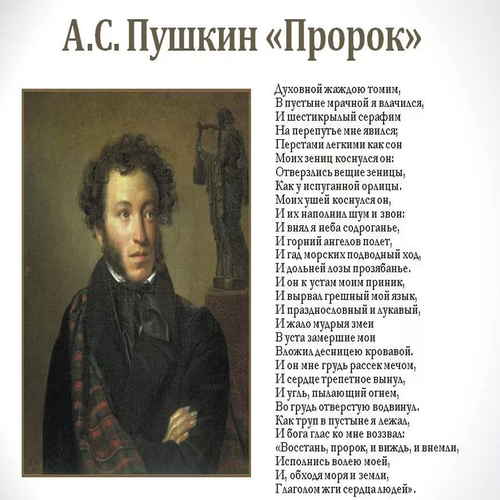 А.С. Пушкин «Пророк»
Духовной жаждою томим,
В пустыне мрачной я влачился,
И шестикрылый серафим
На перепутье мне явился;
Перстами легкими как сон
Моих зениц коснулся он:
Отверзлись вещие зеницы,
Как у испуганной орлицы.
Моих ушей коснулся он,
И их наполнил шум и звон:
И внял я неба содроганье,
И горний ангелов полет,
И гад морских подводный ход,
И дольней лозы прозябанье.
И он к устам моим приник,
И вырвал грешный мой язык,
И празднословный и лукавый,
И жало мудрыя змеи
В уста замершие мои
Вложил десницею кровавой.
И он мне грудь рассек мечом,
И сердце трепетное вынул,
И угль, пылающий огнем,
Во грудь отверстую водвинул.
Как труп в пустыне я лежал,
И бога глас ко мне воззвал:
«Восстань, пророк, и виждь, и внемли,
Исполнись волею моей,
И, обходя моря и земли,
Глаголом жги сердца людей».